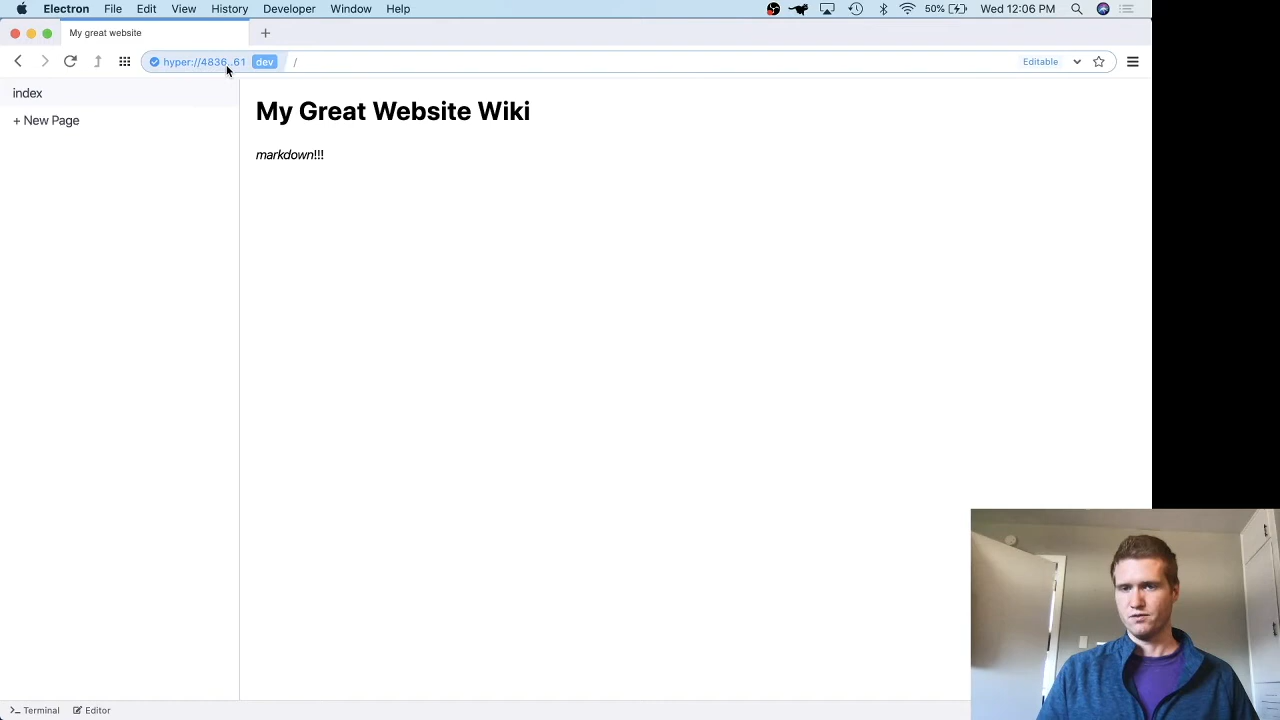 Electron File Edit View History Developer Window Help 50% Wed 12:06 PM
My great website
hyper://4836..61 dev / Editable
index
+ New Page
My Great Website Wiki
markdown!!!
Terminal Editor